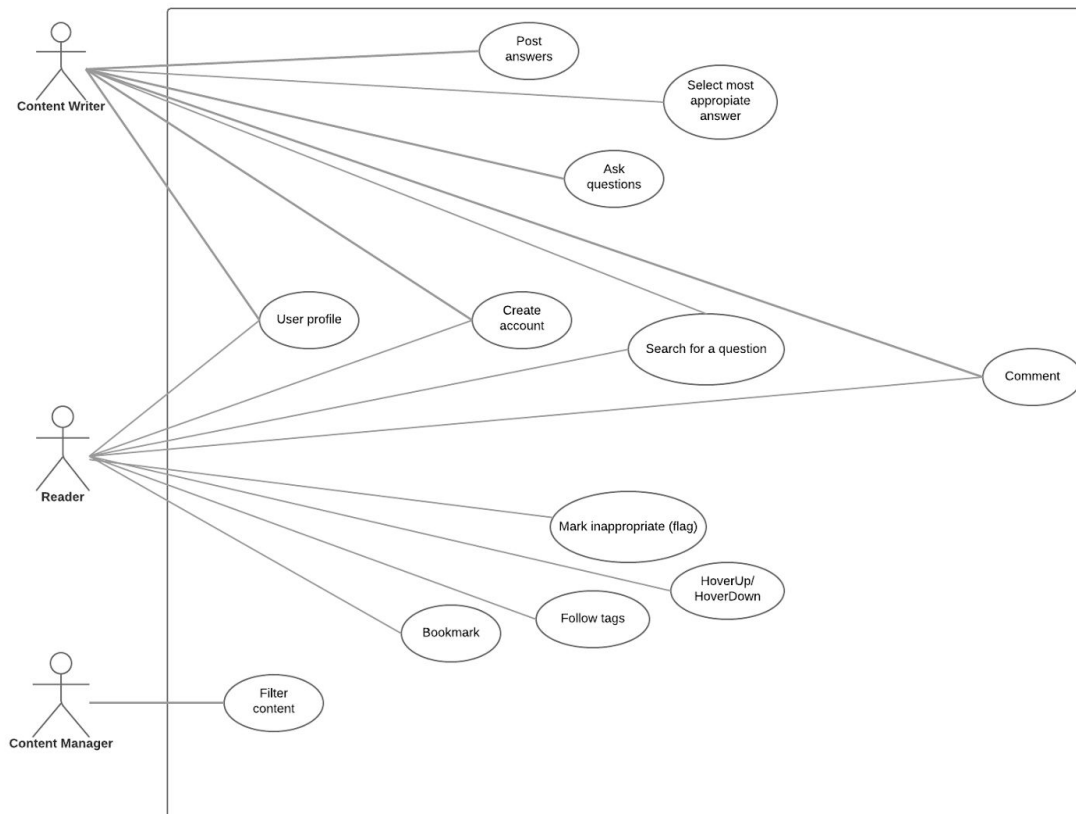 Post
answers
Select most
appropiate
answer
Content Writer
Ask
questions
User profile
Create
account
Search for a question
Comment
Reader
Mark inappropriate (flag)
HoverUp/
HoverDown
Follow tags
Bookmark
Filter
content
Content Manager